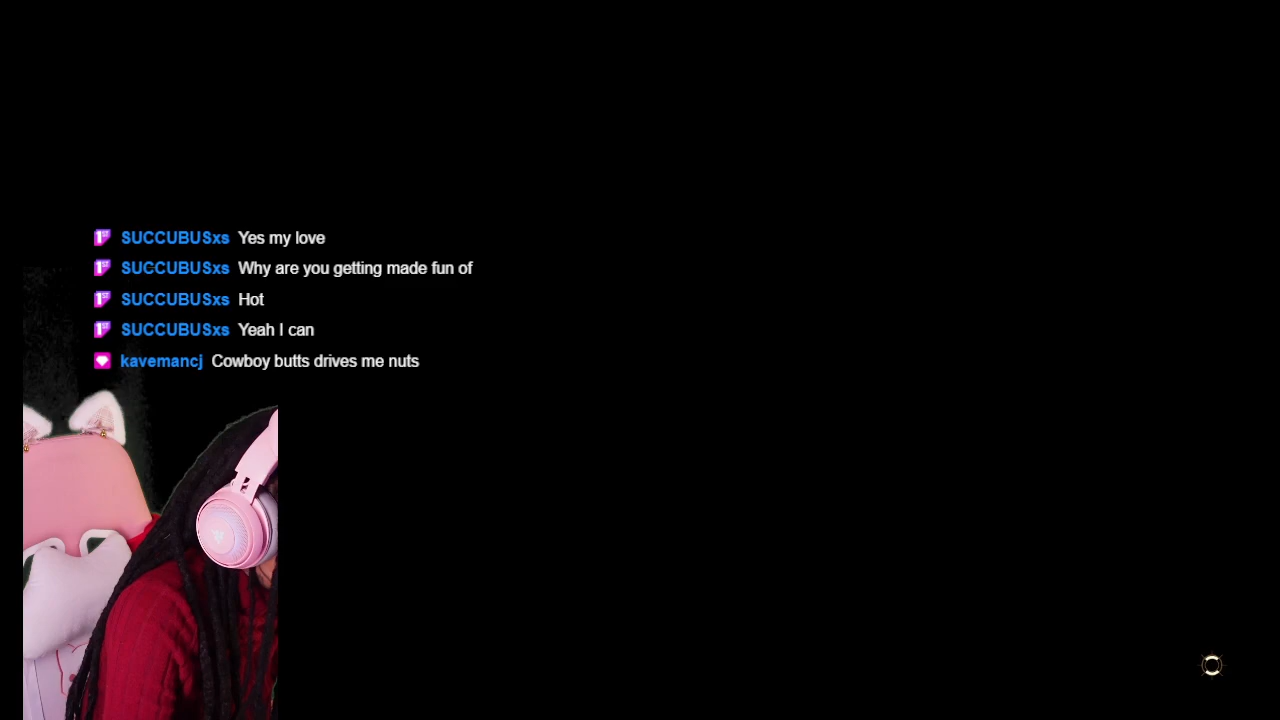 SUCCUBUSxs Yes my love
SUCCUBUSxs Why are you getting made fun of
SUCCUBUSxs Hot
SUCCUBUSxs Yeah I can
kavemancj Cowboy butts drives me nuts